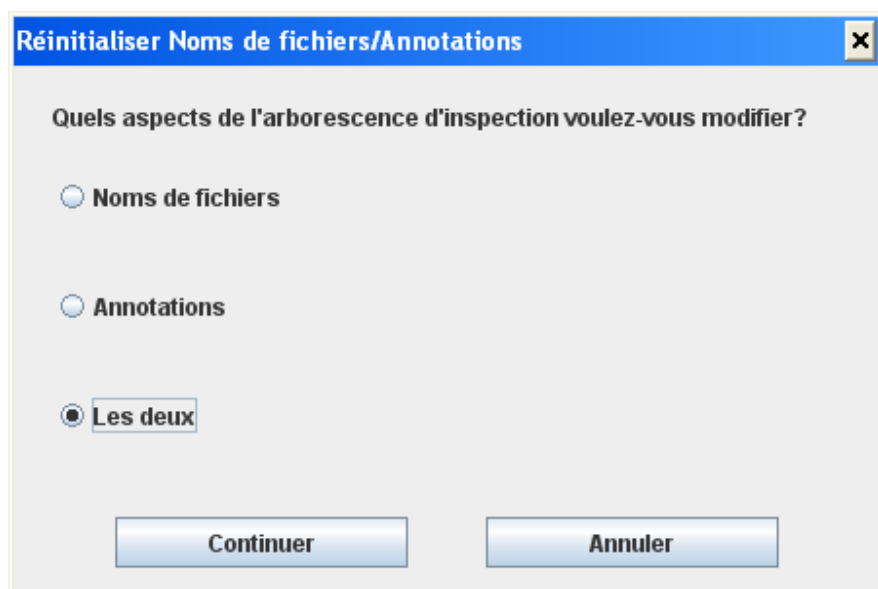 Réinitialiser Noms de fichiers/Annotations
Quels aspects de l'arborescence d'inspection voulez-vous modifier?
Noms de fichiers
Annotations
Les deux
Continuer Annuler